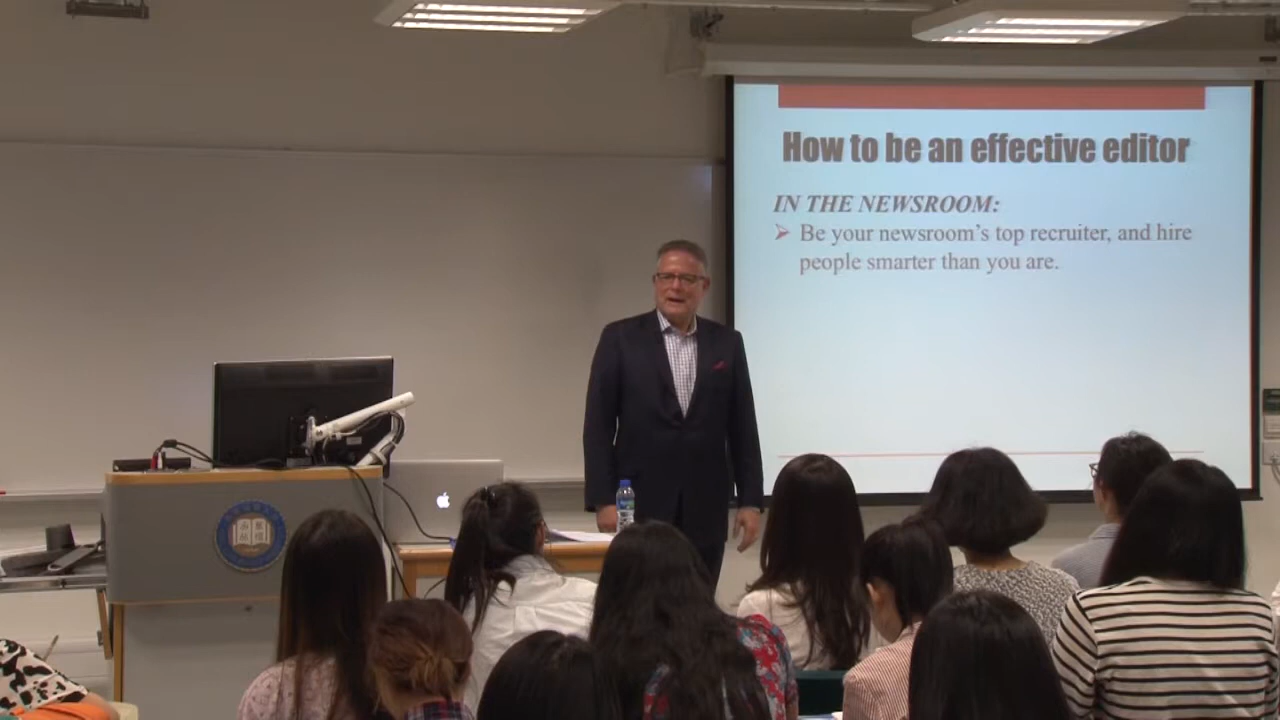 How to be an effective editor
IN THE NEWSROOM:
➢ Be your newsroom's top recruiter, and hire
people smarter than you are.